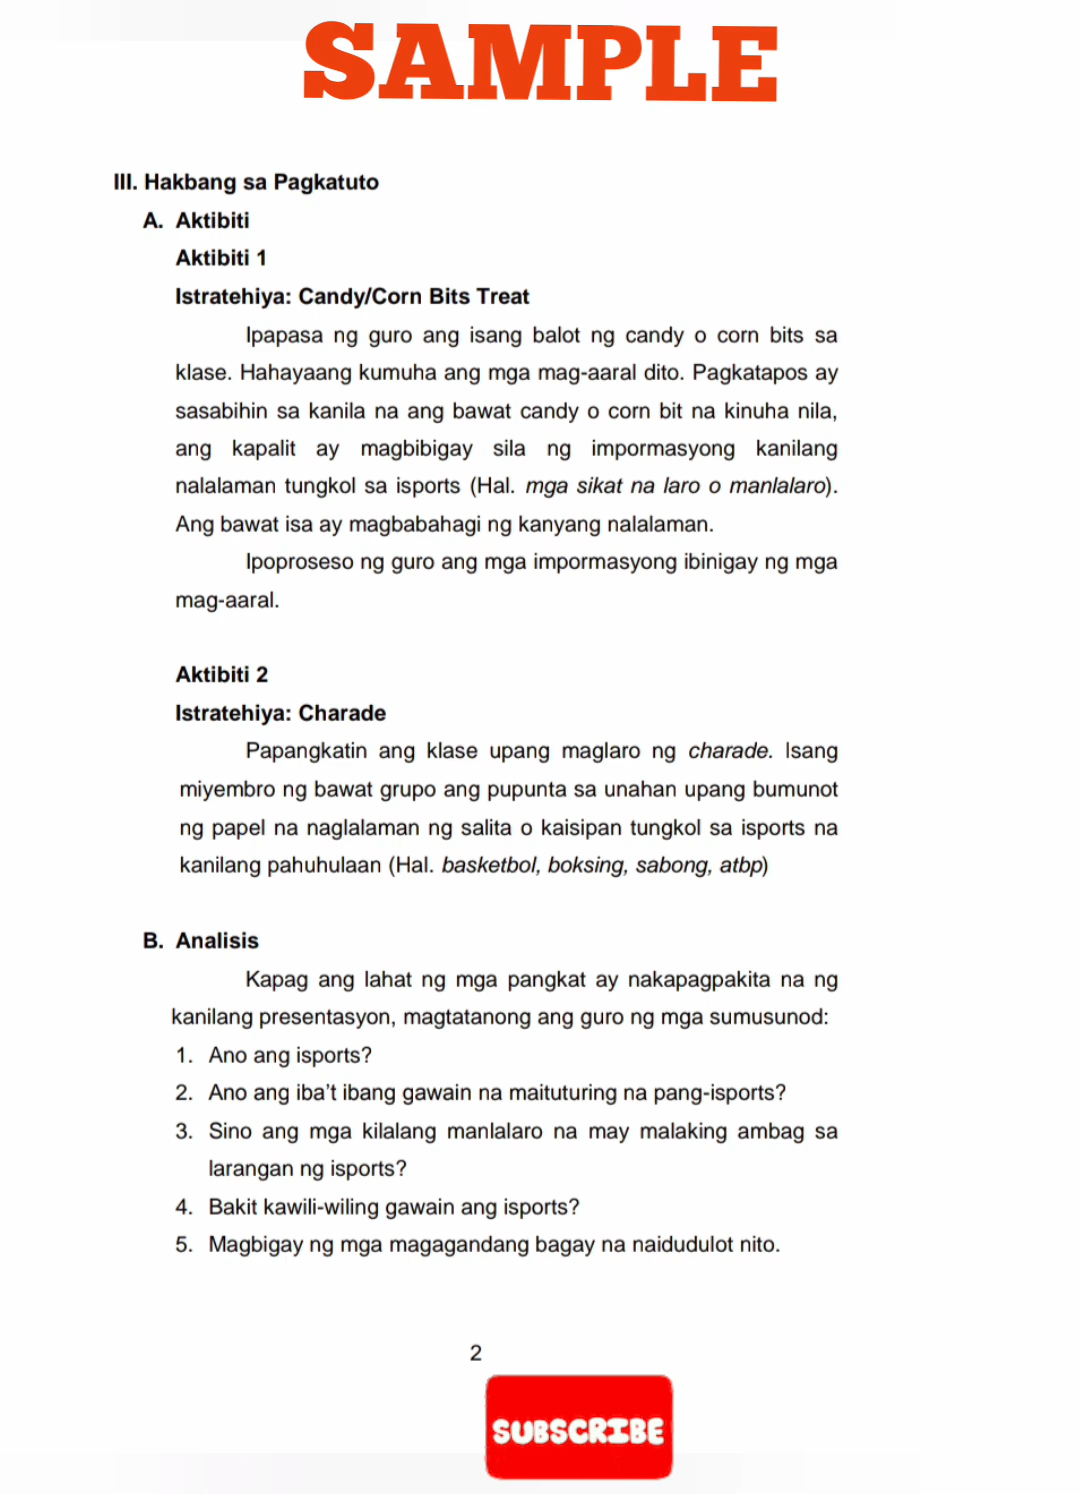 SAMPLE
III. Hakbang sa Pagkatuto
A. Aktibiti
Aktibiti 1
Istratehiya: Candy/Corn Bits Treat
Ipapasa ng guro ang isang balot ng candy o corn bits sa
klase. Hahayaang kumuha ang mga mag-aaral dito. Pagkatapos ay
sasabihin sa kanila na ang bawat candy o corn bit na kinuha nila,
ang kapalit ay magbibigay sila ng impormasyong kanilang
nalalaman tungkol sa isports (Hal. mga sikat na laro o manlalaro).
Ang bawat isa ay magbabahagi ng kanyang nalalaman.
Ipoproseso ng guro ang mga impormasyong ibinigay ng mga
mag-aaral.
Aktibiti 2
Istratehiya: Charade
Papangkatin ang klase upang maglaro ng charade. Isang
miyembro ng bawat grupo ang pupunta sa unahan upang bumunot
ng papel na naglalaman ng salita o kaisipan tungkol sa isports na
kanilang pahuhulaan (Hal. basketbol, boksing, sabong, atbp)
B. Analisis
Kapag ang lahat ng mga pangkat ay nakapagpakita na ng
kanilang presentasyon, magtatanong ang guro ng mga sumusunod:
1. Ano ang isports?
2. Ano ang iba't ibang gawain na maituturing na pang-isports?
3. Sino ang mga kilalang manlalaro na may malaking ambag sa
larangan ng isports?
4. Bakit kawili-wiling gawain ang isports?
5. Magbigay ng mga magagandang bagay na naidudulot nito.
2
SUBSCRIBE